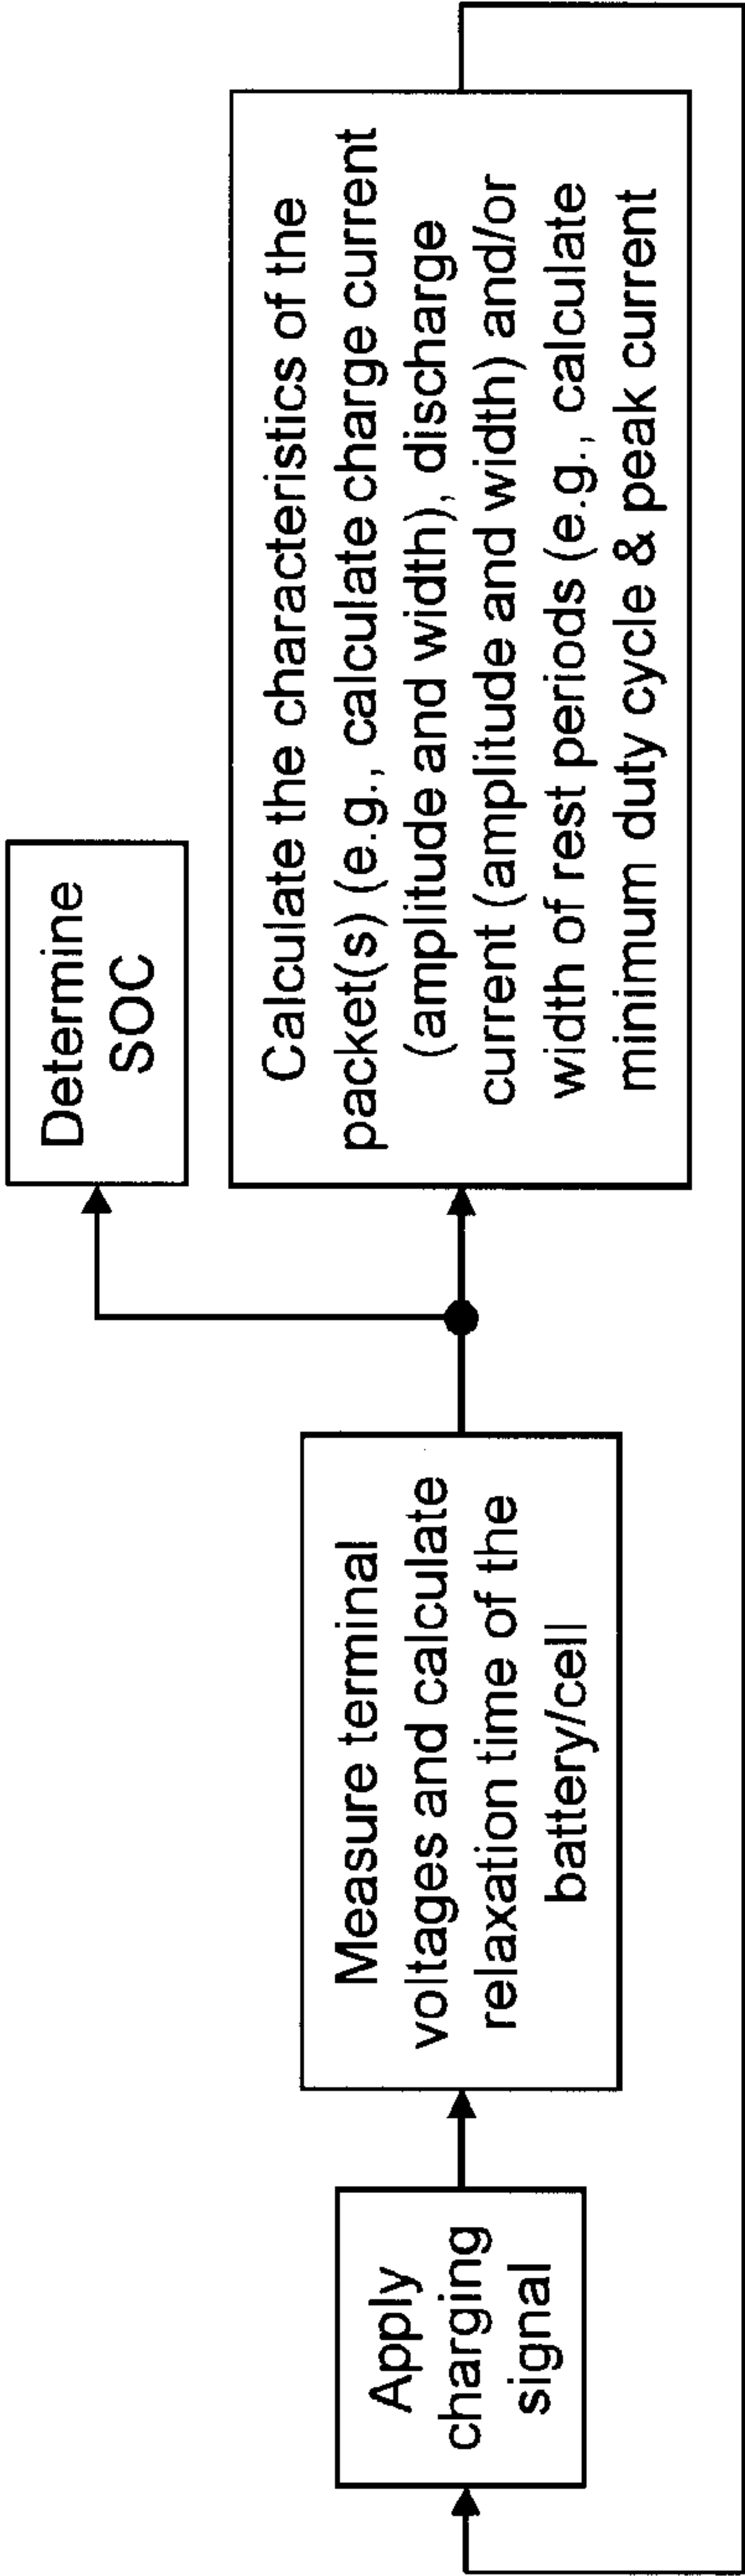 Apply
charging
signal
Measure terminal
voltages and calculate
relaxation time of the
battery/cell
Determine
SOC
Calculate the characteristics of the
packet(s) (e.g., calculate charge current
(amplitude and width), discharge
current (amplitude and width) and/or
width of rest periods (e.g., calculate
minimum duty cycle & peak current